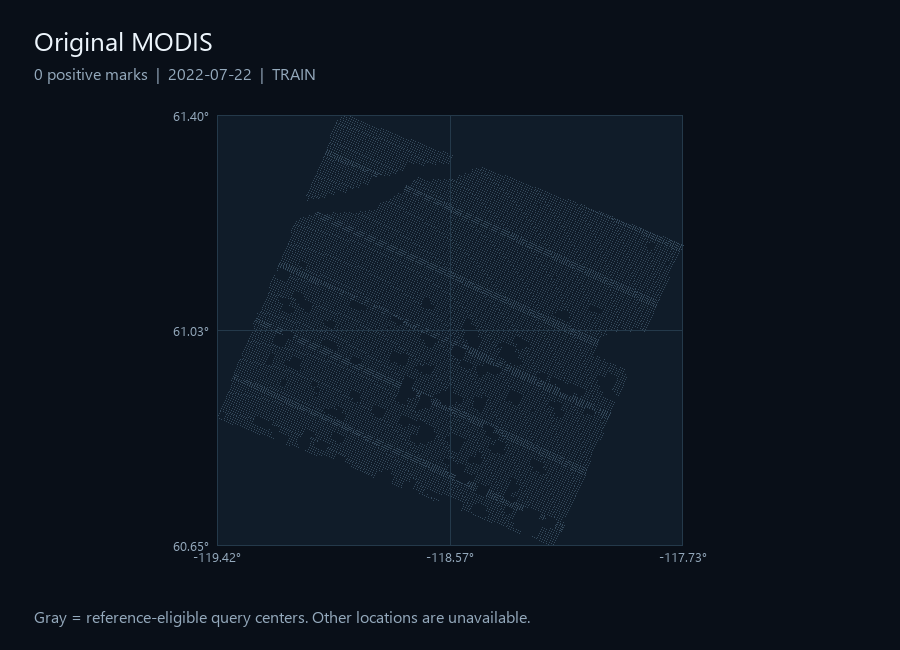 Original MODIS
0 positive marks | 2022-07-22 | TRAIN
61.40°
61.03°
60.65°
-119.42°
-118.57°
-117.73°
Gray = reference-eligible query centers. Other locations are unavailable.